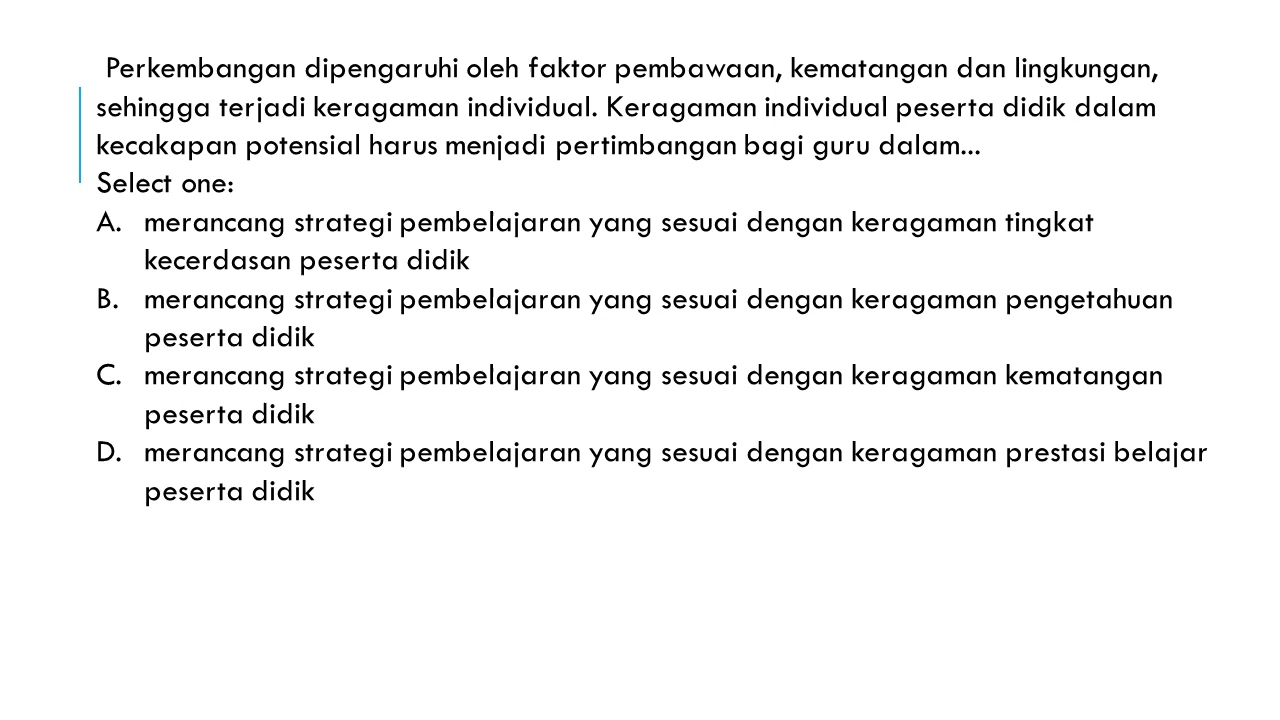 Perkembangan dipengaruhi oleh faktor pembawaan, kematangan dan lingkungan,
sehingga terjadi keragaman individual. Keragaman individual peserta didik dalam
kecakapan potensial harus menjadi pertimbangan bagi guru dalam...
Select one:
A. merancang strategi pembelajaran yang sesuai dengan keragaman tingkat
kecerdasan peserta didik
B. merancang strategi pembelajaran yang sesuai dengan keragaman pengetahuan
peserta didik
C. merancang strategi pembelajaran yang sesuai dengan keragaman kematangan
peserta didik
D. merancang strategi pembelajaran yang sesuai dengan keragaman prestasi belajar
peserta didik